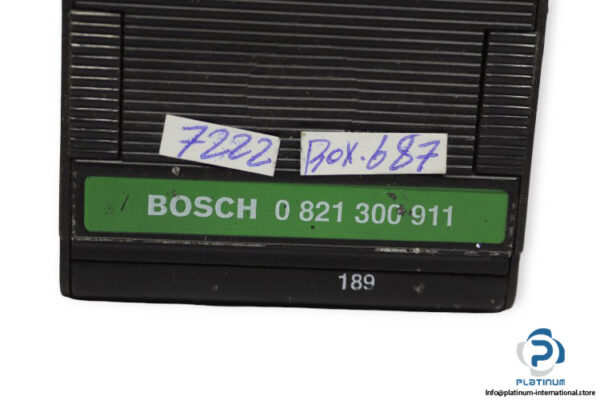 7222 Box.687
BOSCH 0 821 300 911
189
PLATINUM
Info@platinum-international.store